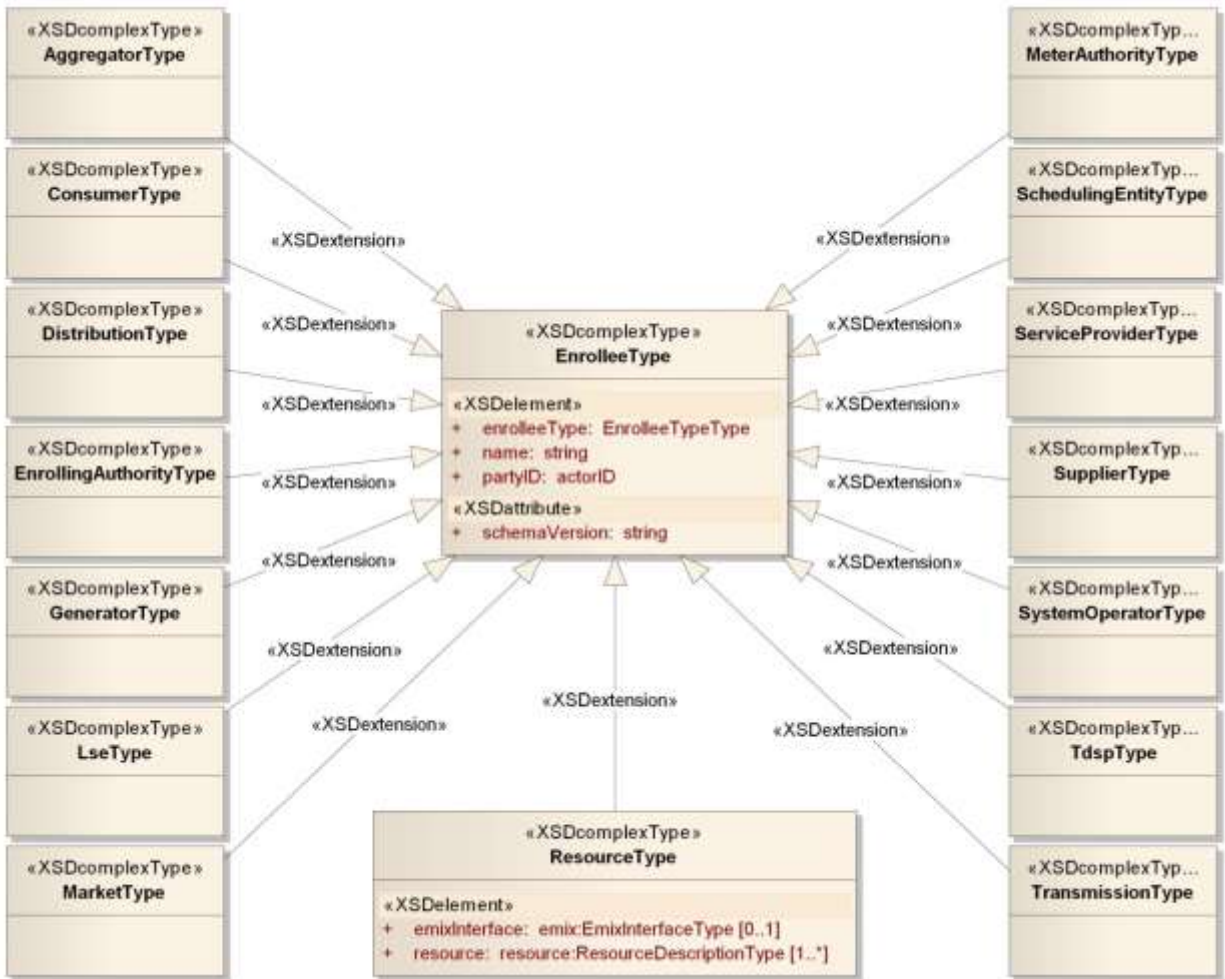 «XSDcomplexType»
AggregatorType
«XSDcomplexType»
ConsumerType
«XSDcomplexType»
DistributionType
«XSDcomplexType»
EnrollingAuthorityType
«XSDcomplexType»
GeneratorType
«XSDcomplexType»
LseType
«XSDcomplexType»
MarketType
«XSDextension»
«XSDextension»
«XSDextension»
«XSDextension»
«XSDextension»
«XSDextension»
«XSDextension»
«XSDcomplexType»
EnrolleeType
«XSDelement»
+ enrolleeType: EnrolleeTypeType
+ name: string
+ partyID: actorID
«XSDattribute»
+ schemaVersion: string
«XSDextension»
«XSDcomplexType»
ResourceType
«XSDelement»
+ emixInterface: emix:EmixInterfaceType [0..1]
+ resource: resource:ResourceDescriptionType [1..*]
«XSDextension»
«XSDextension»
«XSDextension»
«XSDextension»
«XSDextension»
«XSDextension»
«XSDextension»
«XSDcomplexTyp...
MeterAuthorityType
«XSDcomplexTyp...
SchedulingEntityType
«XSDcomplexTyp...
ServiceProviderType
«XSDcomplexTyp...
SupplierType
«XSDcomplexTyp...
SystemOperatorType
«XSDcomplexTyp...
TdspType
«XSDcomplexTyp...
TransmissionType